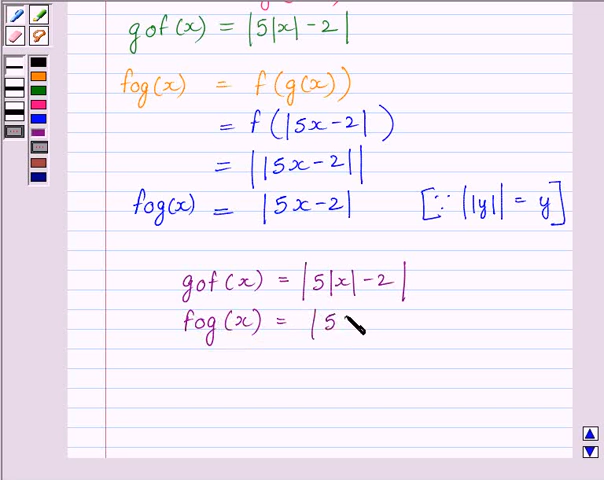 gof(x) = |5|x|-2|
fog(x) = f(g(x))
= f(|5x-2|)
= ||5x-2||
fog(x) = |5x-2| [∵ ||y|| = y]
gof(x) = |5|x|-2|
fog(x) = |5